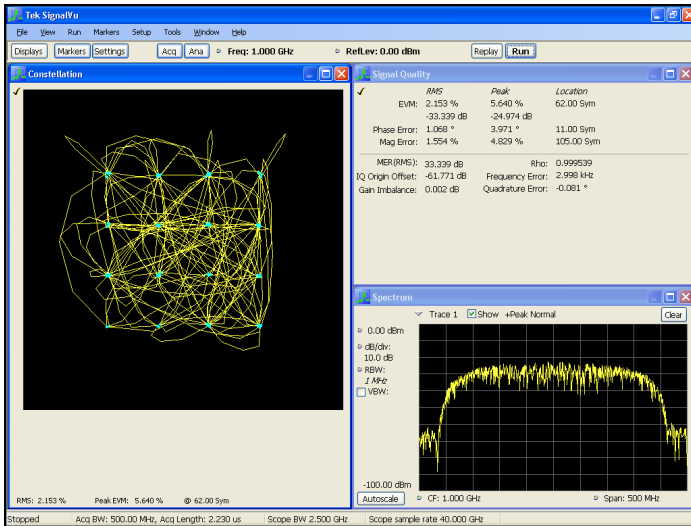 Tek SignalVu
File View Run Markers Setup Tools Window Help
Displays Markers Settings Acq Ana Freq: 1.000 GHz RefLev: 0.00 dBm Replay Run
Constellation
RMS: 2.153 % Peak EVM: 5.640 % @ 62.00 Sym
Signal Quality
RMS Peak Location
EVM: 2.153 % 5.640 % 62.00 Sym
-33.339 dB -24.974 dB
Phase Error: 1.068 ° 3.971 ° 11.00 Sym
Mag Error: 1.554 % 4.829 % 105.00 Sym
MER(RMS): 33.339 dB Rho: 0.999539
IQ Origin Offset: -61.771 dB Frequency Error: 2.998 kHz
Gain Imbalance: 0.002 dB Quadrature Error: -0.081 °
Spectrum
Trace 1 Show +Peak Normal Clear
0.00 dBm
dB/div:
10.0 dB
RBW:
1 MHz
VBW:
-100.00 dBm
Autoscale CF: 1.000 GHz Span: 500 MHz
Stopped Acq BW: 500.00 MHz, Acq Length: 2.230 us Scope BW 2.500 GHz Scope sample rate 40.000 GHz